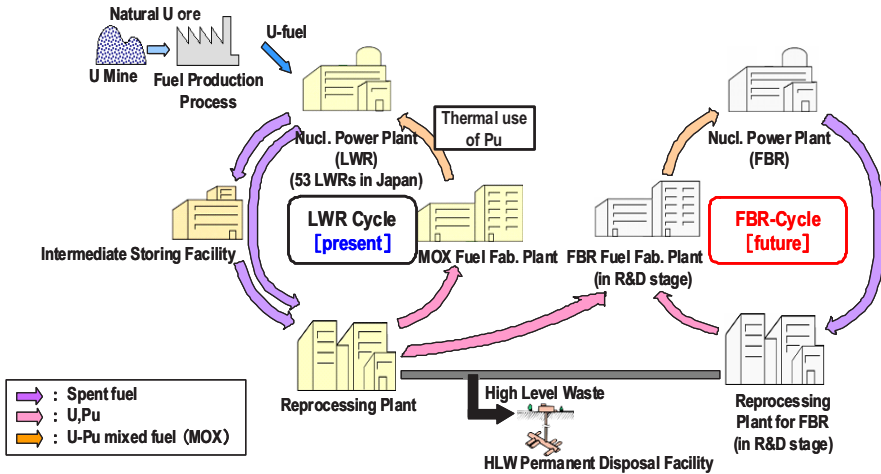 Natural U ore
U-fuel
U Mine
Fuel Production
Process
Nucl. Power Plant
(LWR)
(53 LWRs in Japan)
Thermal use
of Pu
Nucl. Power Plant
(FBR)
LWR Cycle
[present]
FBR-Cycle
[future]
Intermediate Storing Facility
MOX Fuel Fab. Plant
FBR Fuel Fab. Plant
(in R&D stage)
Reprocessing Plant
High Level Waste
HLW Permanent Disposal Facility
Reprocessing
Plant for FBR
(in R&D stage)
: Spent fuel
: U,Pu
: U-Pu mixed fuel (MOX)